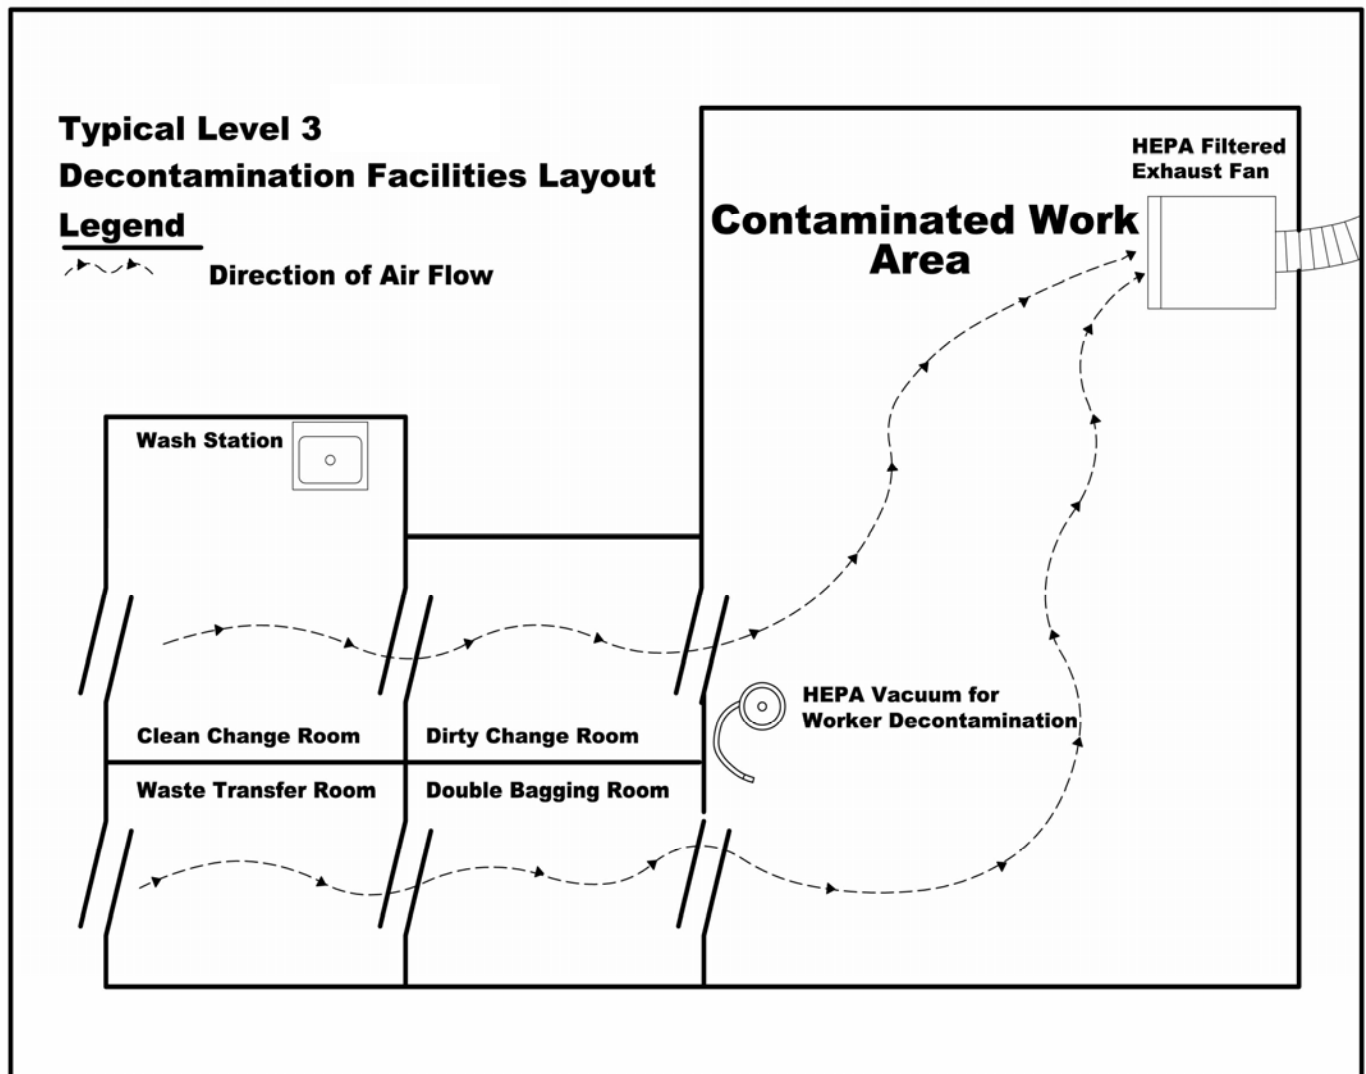 Typical Level 3
Decontamination Facilities Layout
Legend
Direction of Air Flow
HEPA Filtered
Exhaust Fan
Contaminated Work
Area
Wash Station
HEPA Vacuum for
Worker Decontamination
Clean Change Room
Dirty Change Room
Waste Transfer Room
Double Bagging Room